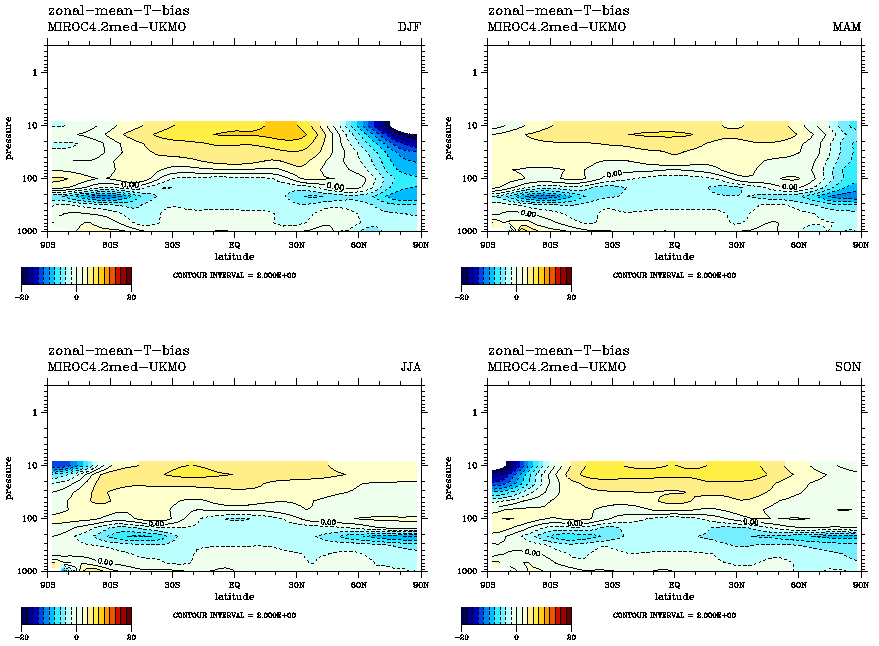 zonal-mean-T-bias
MIROC4.2med-UKMO DJF
1
10
100
1000
pressure
0.00
0.00
90S 60S 30S EQ 30N 60N 90N
latitude
CONTOUR INTERVAL = 2.000E+00
-20 0 20
zonal-mean-T-bias
MIROC4.2med-UKMO MAM
1
10
100
1000
pressure
0.00
0.00
0.00
90S 60S 30S EQ 30N 60N 90N
latitude
CONTOUR INTERVAL = 2.000E+00
-20 0 20
zonal-mean-T-bias
MIROC4.2med-UKMO JJA
1
10
100
1000
pressure
0.00
0.00
0.00
90S 60S 30S EQ 30N 60N 90N
latitude
CONTOUR INTERVAL = 2.000E+00
-20 0 20
zonal-mean-T-bias
MIROC4.2med-UKMO SON
1
10
100
1000
pressure
0.00
0.00
0.00
90S 60S 30S EQ 30N 60N 90N
latitude
CONTOUR INTERVAL = 2.000E+00
-20 0 20